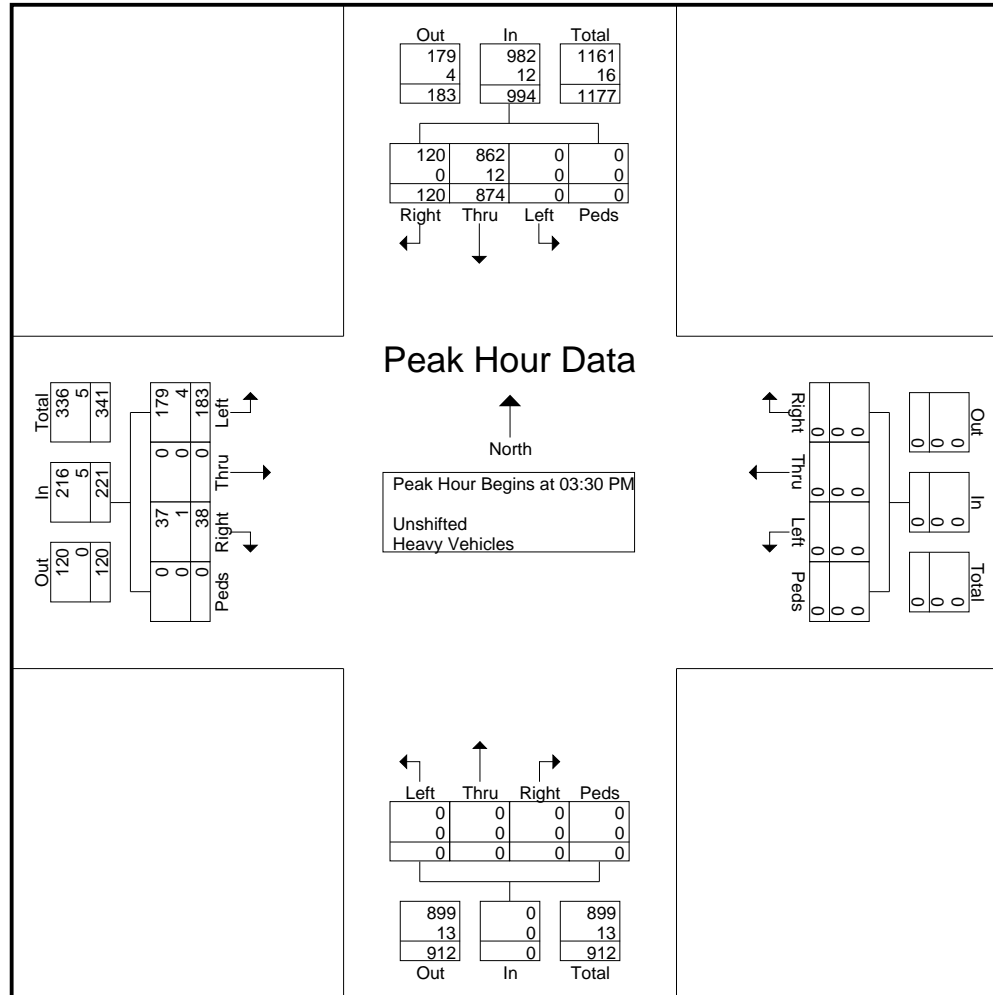 Out In Total
179 982 1161
4 12 16
183 994 1177
120 862 0 0
0 12 0 0
120 874 0 0
Right Thru Left Peds
Peak Hour Data
North
Peak Hour Begins at 03:30 PM
Unshifted
Heavy Vehicles
Total
336
5
341
In
216
5
221
Out
120
0
120
179 4 183 Left
0 0 0 Thru
37 1 38 Right
0 0 0 Peds
Right 0 0 0
Thru 0 0 0
Left 0 0 0
Peds 0 0 0
Out
0 0 0
In
0 0 0
Total
0 0 0
Left Thru Right Peds
0 0 0 0
0 0 0 0
0 0 0 0
899 0 899
13 0 13
912 0 912
Out In Total